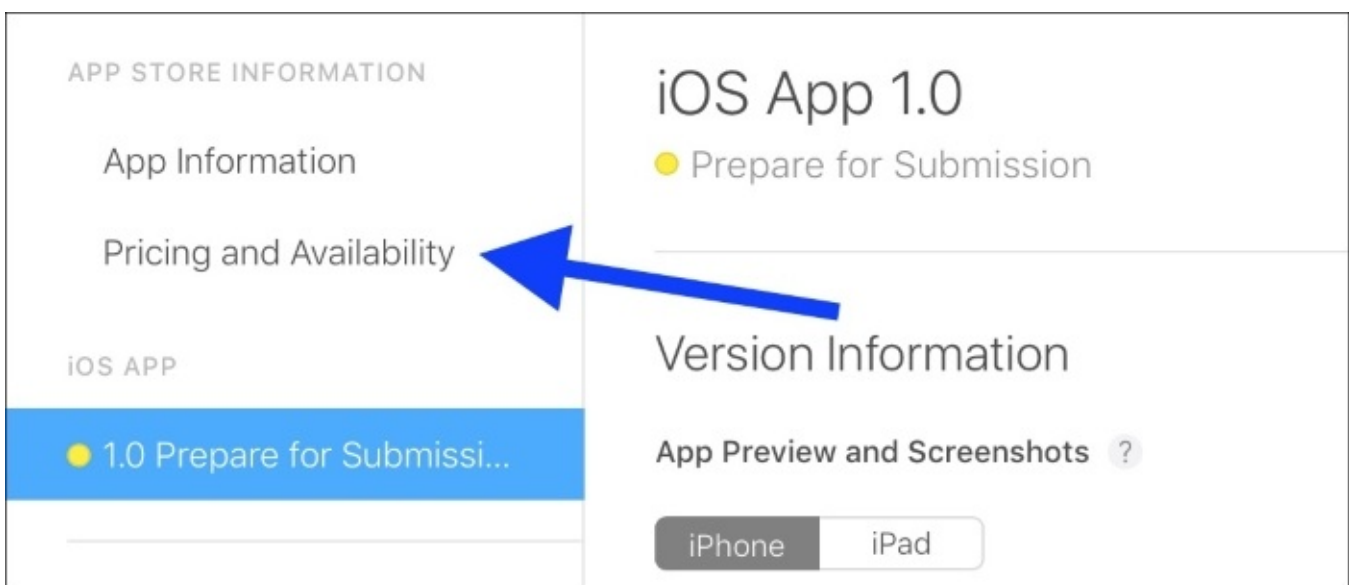 APP STORE INFORMATION
App Information
Pricing and Availability
iOS APP
1.0 Prepare for Submissi...
iOS App 1.0
Prepare for Submission
Version Information
App Preview and Screenshots ?
iPhone iPad